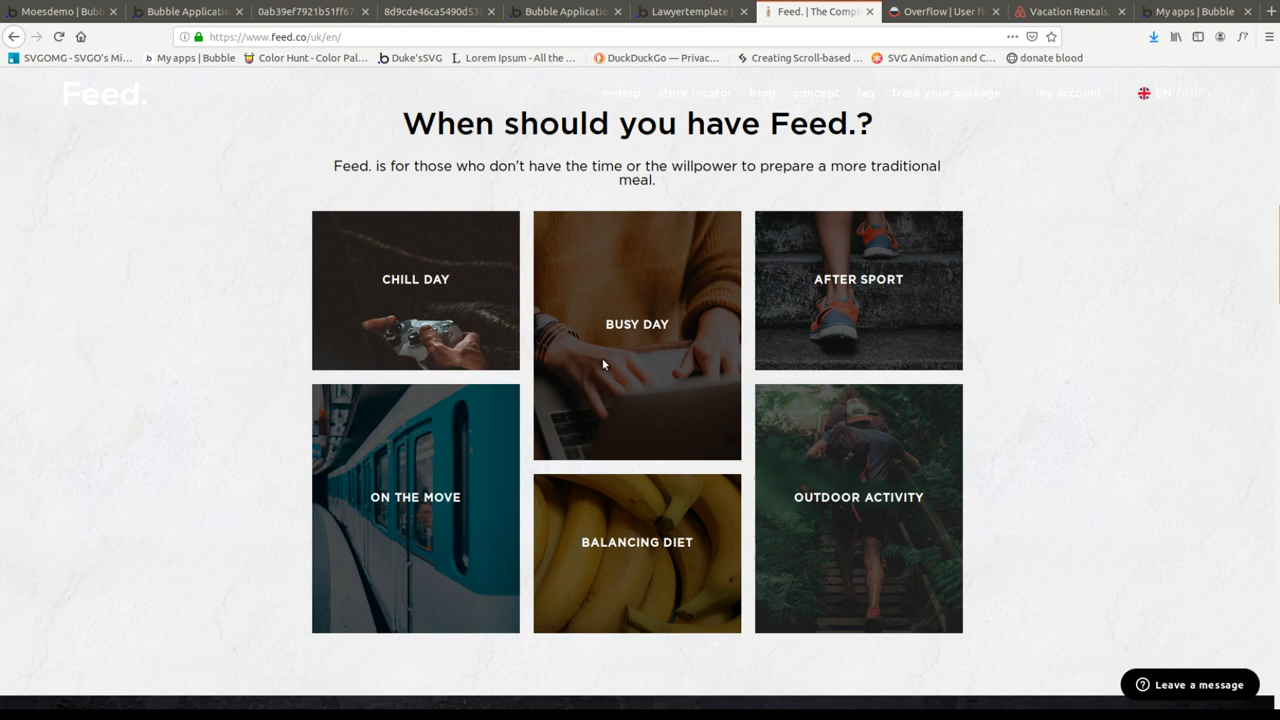 Moesdemo | Bubb
Bubble Applicatio
0ab39ef7921b51ff67
8d9cde46ca5490d53
Bubble Applicatio
Lawyertemplate |
Feed. | The Compl
Overflow | User fl
Vacation Rentals,
My apps | Bubble
https://www.feed.co/uk/en/
SVGOMG - SVGO's Mi...
My apps | Bubble
Color Hunt - Color Pal...
Duke'sSVG
Lorem Ipsum - All the ...
DuckDuckGo — Privac...
Creating Scroll-based ...
SVG Animation and C...
donate blood
Feed.
e-shop store locator blog concept faq track your package my account EN (GBP)
When should you have Feed.?
Feed. is for those who don't have the time or the willpower to prepare a more traditional
meal.
CHILL DAY
BUSY DAY
AFTER SPORT
ON THE MOVE
BALANCING DIET
OUTDOOR ACTIVITY
Leave a message